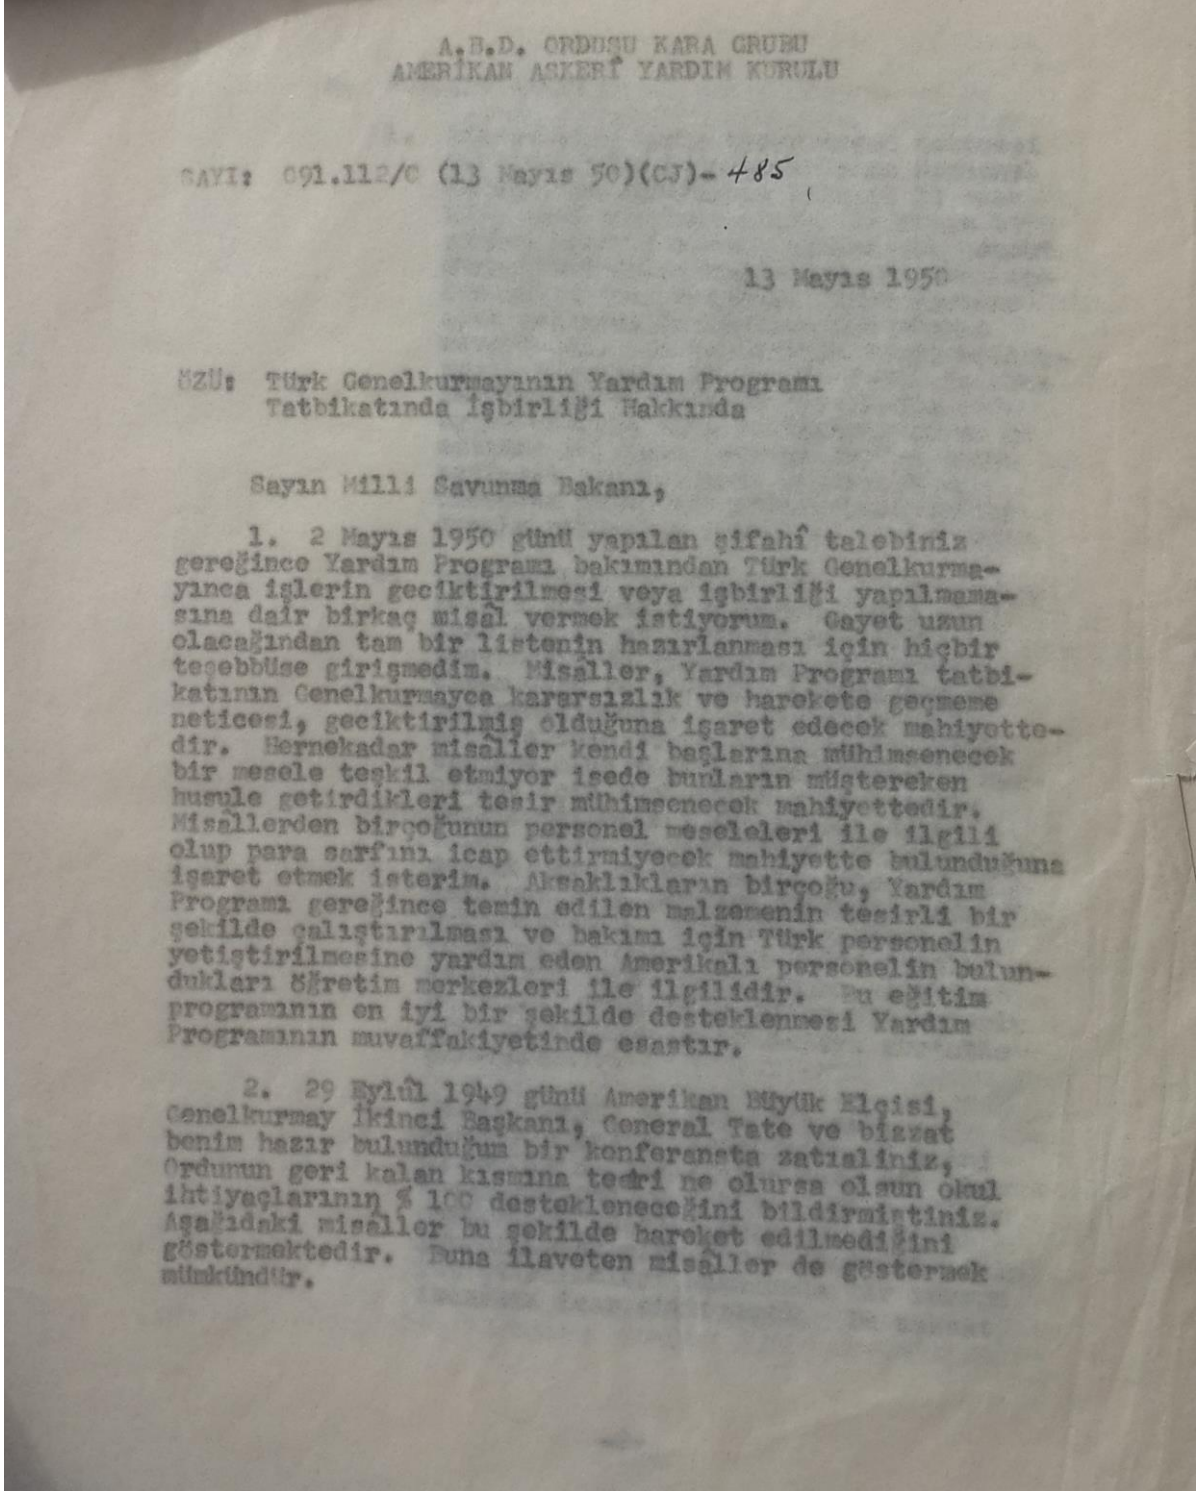 A.B.D. ORDUSU KARA GRUBU
AMERİKAN ASKERİ YARDIM KURULU
SAYI: 091.112/C (13 Mayıs 50)(CJ)- 485
13 Mayıs 1950
ÖZÜ: Türk Genelkurmayının Yardım Programı
Tatbikatında İşbirliği Hakkında
Sayın Milli Savunma Bakanı,
1. 2 Mayıs 1950 günü yapılan şifahî talebiniz
gereğince Yardım Programı bakımından Türk Genelkurma-
yınca işlerin geciktirilmesi veya işbirliği yapılmama-
sına dair birkaç misâl vermek istiyorum. Gayet uzun
olacağından tam bir listenin hazırlanması için hiçbir
teşebbüse girişmedim. Misâller, Yardım Programı tatbi-
katının Genelkurmayca kararsızlık ve harekete geçmeme
neticesi, geciktirilmiş olduğuna işaret edecek mahiyette-
dir. Hernekadar misâller kendi başlarına mühimsenecek
bir mesele teşkil etmiyor isede bunların müştereken
husule getirdikleri tesir mühimsenecek mahiyettedir.
Misâllerden birçoğunun personel meseleleri ile ilgili
olup para sarfını icap ettirmiyecek mahiyette bulunduğuna
işaret etmek isterim. Aksaklıkların birçoğu, Yardım
Programı gereğince temin edilen malzemenin tesirli bir
şekilde çalıştırılması ve bakımı için Türk personelin
yetiştirilmesine yardım eden Amerikalı personelin bulun-
dukları öğretim merkezleri ile ilgilidir. Bu eğitim
programının en iyi bir şekilde desteklenmesi Yardım
Programının muvaffakiyetinde esastır.
2. 29 Eylûl 1949 günü Amerikan Büyük Elçisi,
Genelkurmay İkinci Başkanı, General Tate ve bizzat
benim hazır bulunduğum bir konferansta zatıaliniz,
Ordunun geri kalan kısmına tesiri ne olursa olsun okul
ihtiyaçlarının % 100 destekleneceğini bildirmiştiniz.
Aşağıdaki misâller bu şekilde hareket edilmediğini
göstermektedir. Buna ilaveten misâller de göstermek
mümkündür.